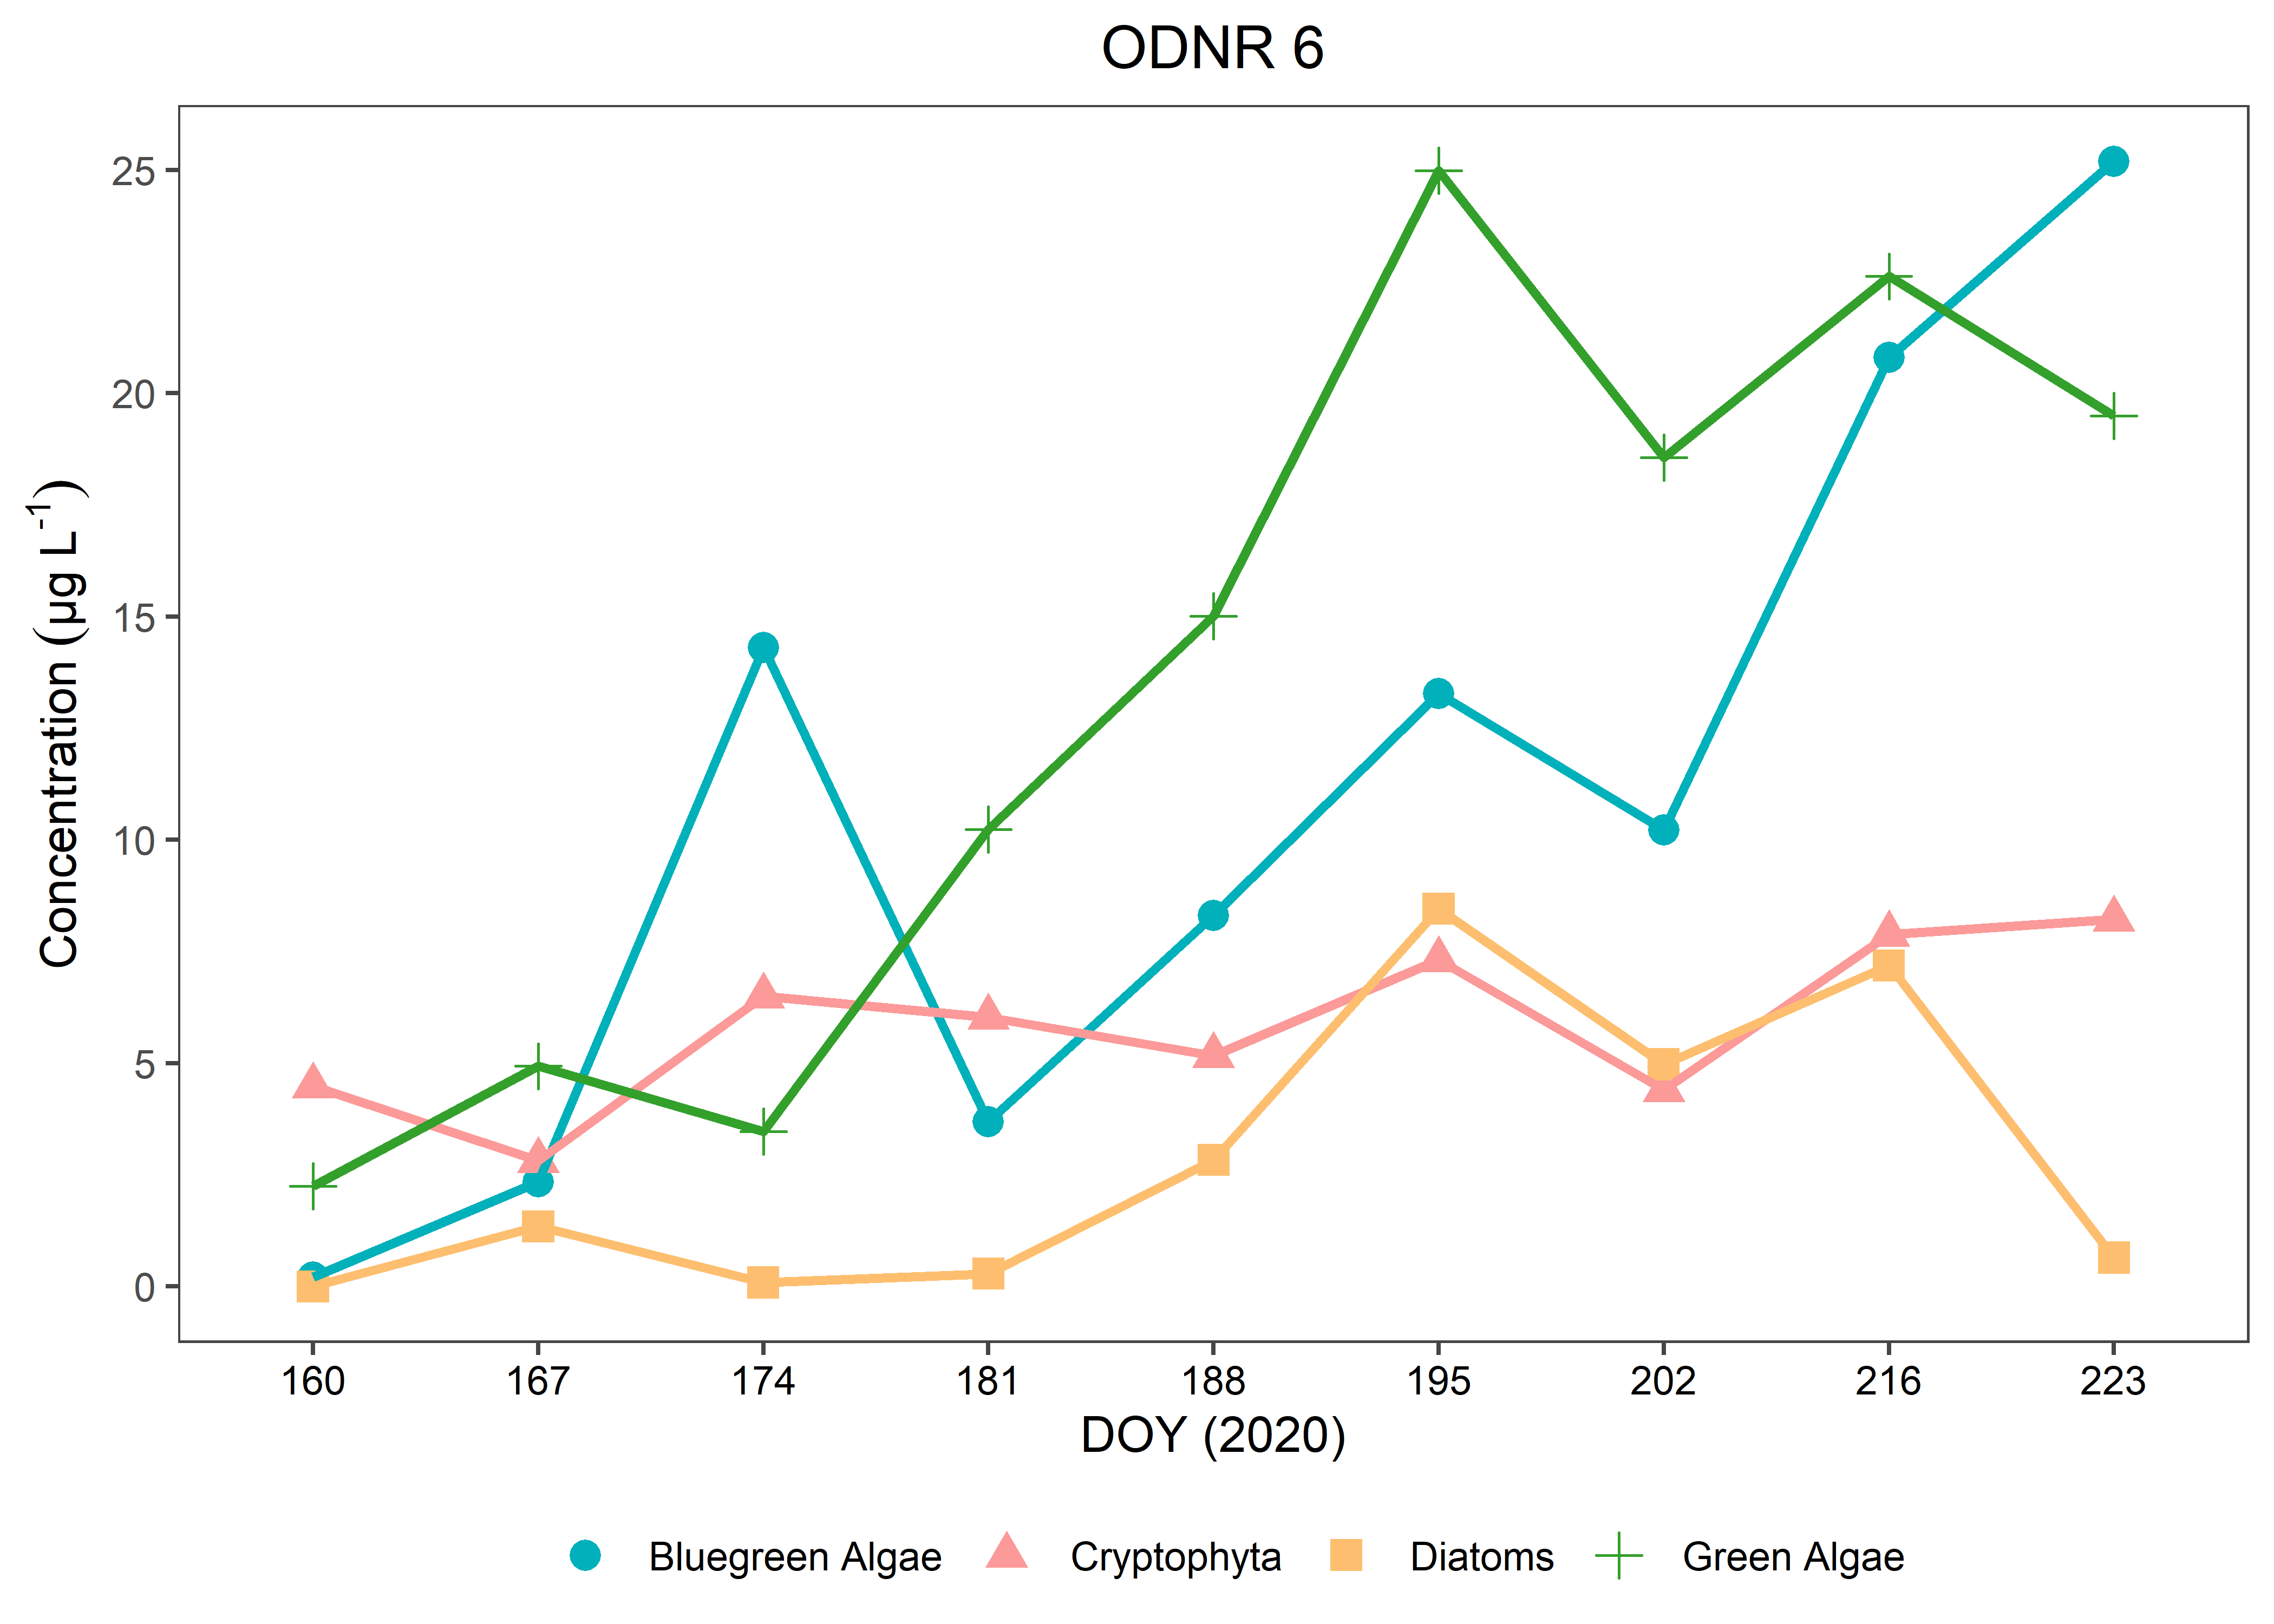 ODNR 6
Concentration (µg L⁻¹)
25
20
15
10
5
0
160 167 174 181 188 195 202 216 223
DOY (2020)
Bluegreen Algae Cryptophyta Diatoms Green Algae